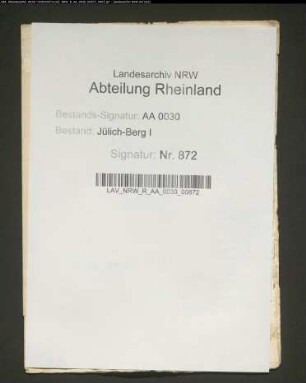 Landesarchiv NRW
Abteilung Rheinland
Bestands-Signatur: AA 0030
Bestand: Jülich-Berg I
Signatur: Nr. 872
LAV_NRW_R_AA_0030_00872